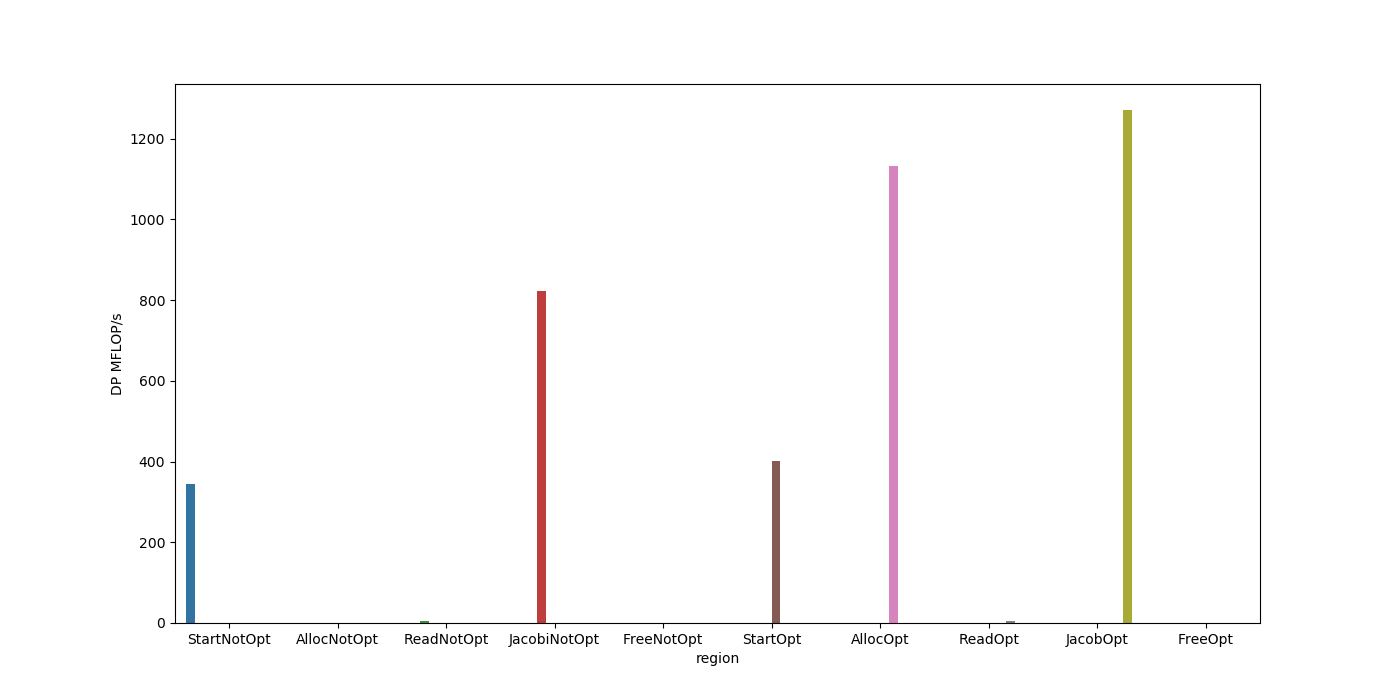 1200
1000
800
600
400
200
0
DP MFLOP/s
StartNotOpt AllocNotOpt ReadNotOpt JacobiNotOpt FreeNotOpt StartOpt AllocOpt ReadOpt JacobOpt FreeOpt
region